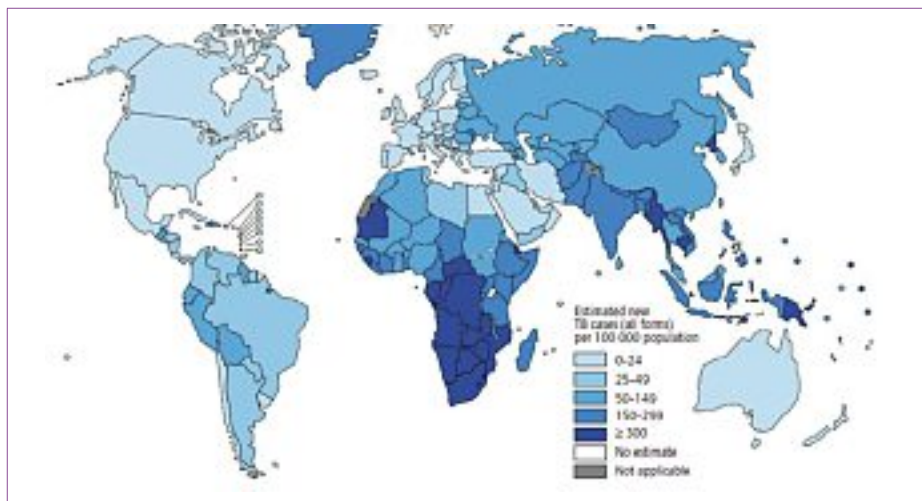 Estimated new
TB cases (all forms)
per 100 000 population
0-24
25-49
50-149
150-299
≥ 300
No estimate
Not applicable